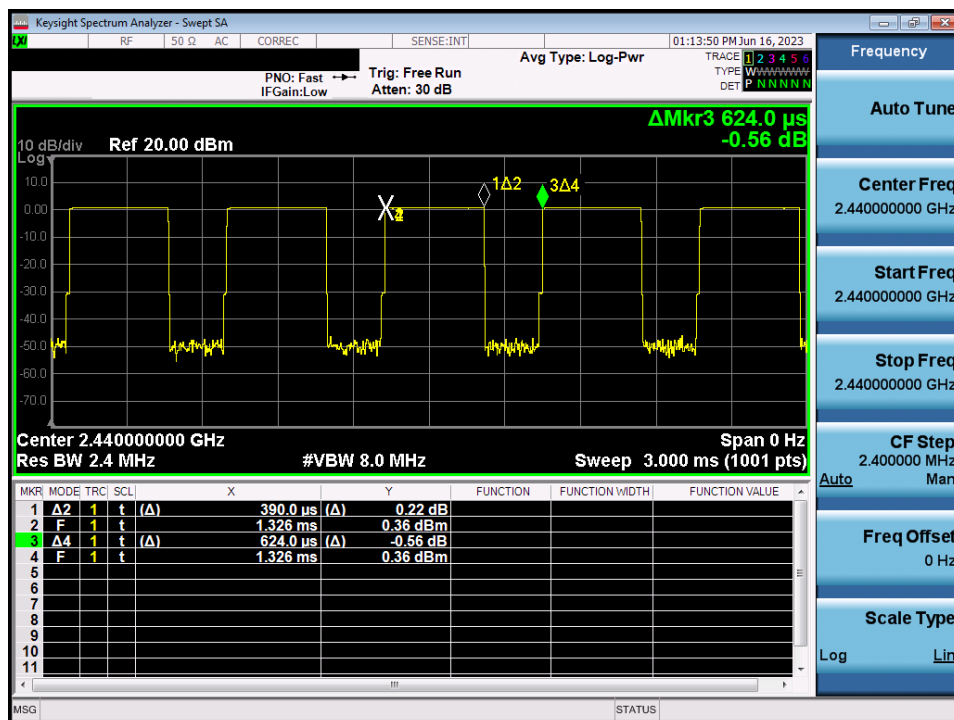 Keysight Spectrum Analyzer - Swept SA
LXI RF 50 Ω AC CORREC SENSE:INT 01:13:50 PM Jun 16, 2023
PNO: Fast
IFGain:Low
Trig: Free Run
Atten: 30 dB
Avg Type: Log-Pwr
TRACE 1 2 3 4 5 6
TYPE WWWWWW
DET P N N N N N
ΔMkr3 624.0 µs
-0.56 dB
10 dB/div Ref 20.00 dBm
Log
10.0
0.00
-10.0
-20.0
-30.0
-40.0
-50.0
-60.0
-70.0
X
1Δ2
3Δ4
Center 2.440000000 GHz Span 0 Hz
Res BW 2.4 MHz #VBW 8.0 MHz Sweep 3.000 ms (1001 pts)
MKR MODE TRC SCL X Y FUNCTION FUNCTION WIDTH FUNCTION VALUE
1 Δ2 1 t (Δ) 390.0 µs (Δ) 0.22 dB
2 F 1 t 1.326 ms 0.36 dBm
3 Δ4 1 t (Δ) 624.0 µs (Δ) -0.56 dB
4 F 1 t 1.326 ms 0.36 dBm
5
6
7
8
9
10
11
MSG STATUS
Frequency
Auto Tune
Center Freq
2.440000000 GHz
Start Freq
2.440000000 GHz
Stop Freq
2.440000000 GHz
CF Step
2.400000 MHz
Auto Man
Freq Offset
0 Hz
Scale Type
Log Lin